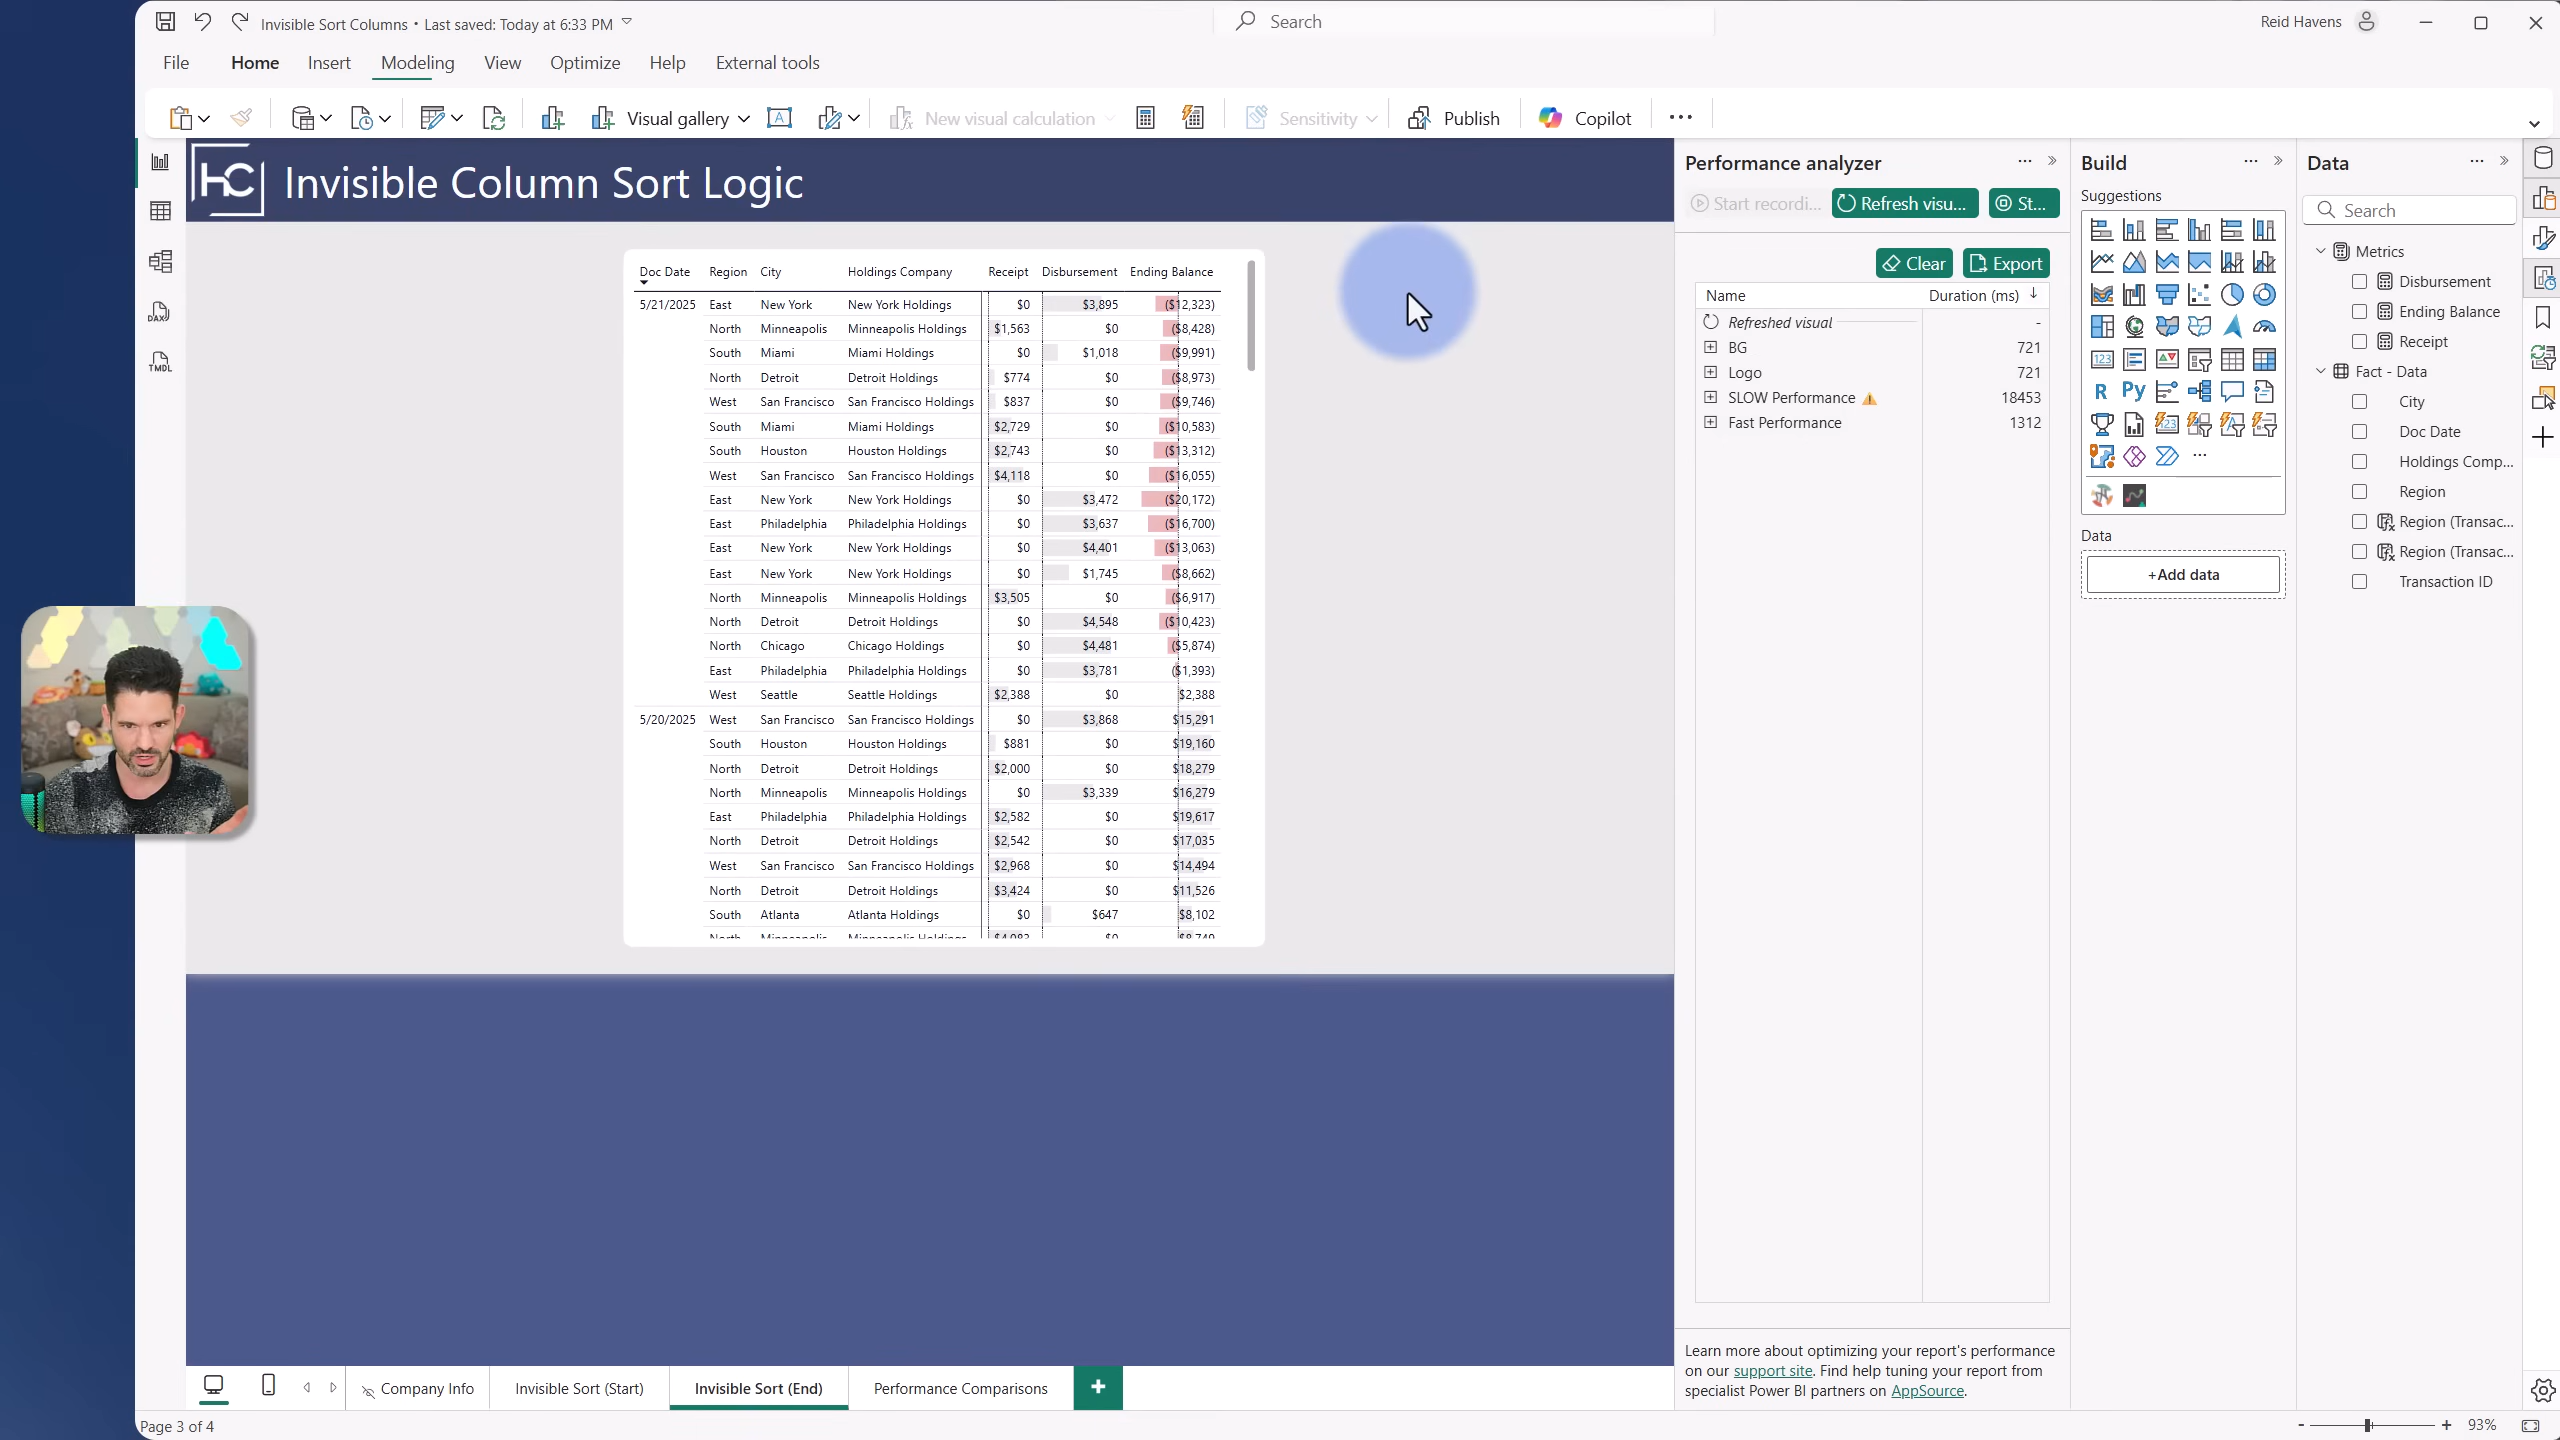 Invisible Sort Columns • Last saved: Today at 6:33 PM
Search
Reid Havens
File Home Insert Modeling View Optimize Help External tools
Visual gallery
New visual calculation
Sensitivity
Publish
Copilot
HC Invisible Column Sort Logic
Doc Date Region City Holdings Company Receipt Disbursement Ending Balance
5/21/2025 East New York New York Holdings $0 $3,895 ($12,323)
North Minneapolis Minneapolis Holdings $1,563 $0 ($8,428)
South Miami Miami Holdings $0 $1,018 ($9,991)
North Detroit Detroit Holdings $774 $0 ($8,973)
West San Francisco San Francisco Holdings $837 $0 ($9,746)
South Miami Miami Holdings $2,729 $0 ($10,583)
South Houston Houston Holdings $2,743 $0 ($13,312)
West San Francisco San Francisco Holdings $4,118 $0 ($16,055)
East New York New York Holdings $0 $3,472 ($20,172)
East Philadelphia Philadelphia Holdings $0 $3,637 ($16,700)
East New York New York Holdings $0 $4,401 ($13,063)
East New York New York Holdings $0 $1,745 ($8,662)
North Minneapolis Minneapolis Holdings $3,505 $0 ($6,917)
North Detroit Detroit Holdings $0 $4,548 ($10,423)
North Chicago Chicago Holdings $0 $4,481 ($5,874)
East Philadelphia Philadelphia Holdings $0 $3,781 ($1,393)
West Seattle Seattle Holdings $2,388 $0 $2,388
5/20/2025 West San Francisco San Francisco Holdings $0 $3,868 $15,291
South Houston Houston Holdings $881 $0 $19,160
North Detroit Detroit Holdings $2,000 $0 $18,279
North Minneapolis Minneapolis Holdings $0 $3,339 $16,279
East Philadelphia Philadelphia Holdings $2,582 $0 $19,617
North Detroit Detroit Holdings $2,542 $0 $17,035
West San Francisco San Francisco Holdings $2,968 $0 $14,494
North Detroit Detroit Holdings $3,424 $0 $11,526
South Atlanta Atlanta Holdings $0 $647 $8,102
North Minneapolis Minneapolis Holdings
DAX
TMDL
Performance analyzer
Start recordi... Refresh visu... St...
Clear Export
Name Duration (ms)
Refreshed visual -
BG 721
Logo 721
SLOW Performance 18453
Fast Performance 1312
Learn more about optimizing your report's performance
on our support site. Find help tuning your report from
specialist Power BI partners on AppSource.
Build
Suggestions
123
R Py
123
Data
+Add data
Data
Search
Metrics
Disbursement
Ending Balance
Receipt
Fact - Data
City
Doc Date
Holdings Comp...
Region
Region (Transac...
Region (Transac...
Transaction ID
Company Info Invisible Sort (Start) Invisible Sort (End) Performance Comparisons
Page 3 of 4
93%